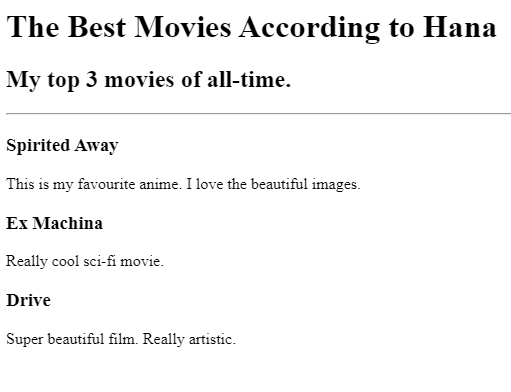 The Best Movies According to Hana
My top 3 movies of all-time.
Spirited Away
This is my favourite anime. I love the beautiful images.
Ex Machina
Really cool sci-fi movie.
Drive
Super beautiful film. Really artistic.